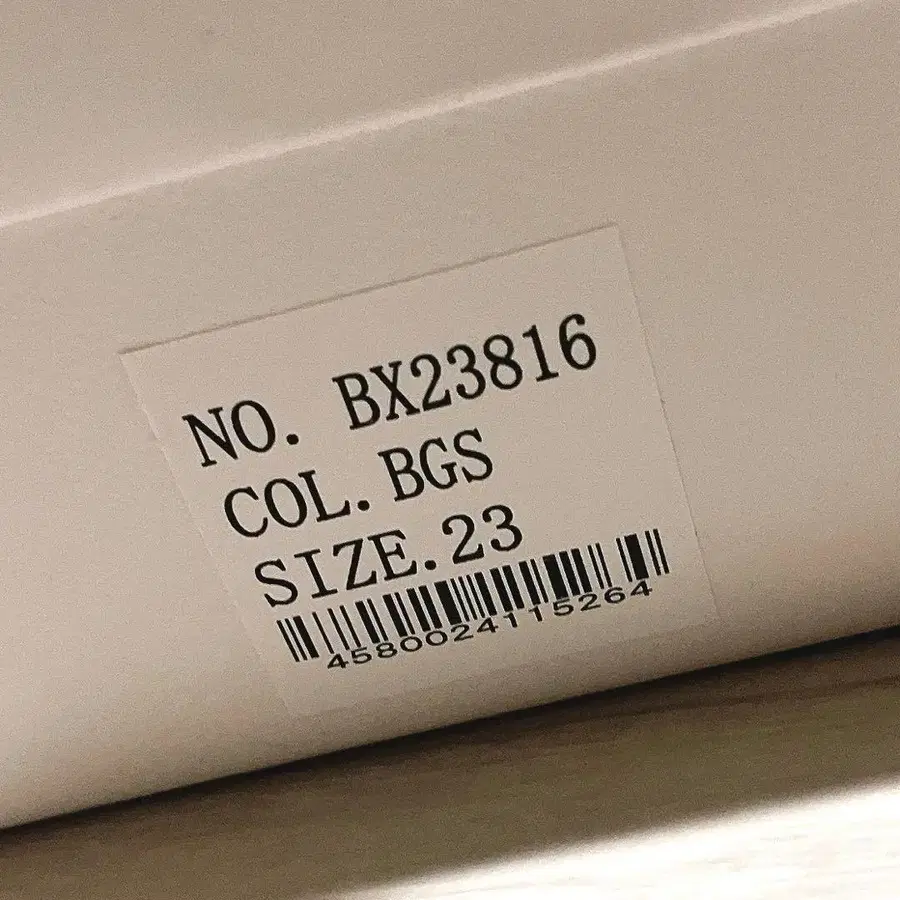 NO. BX23816
COL.BGS
SIZE.23
4580024115264